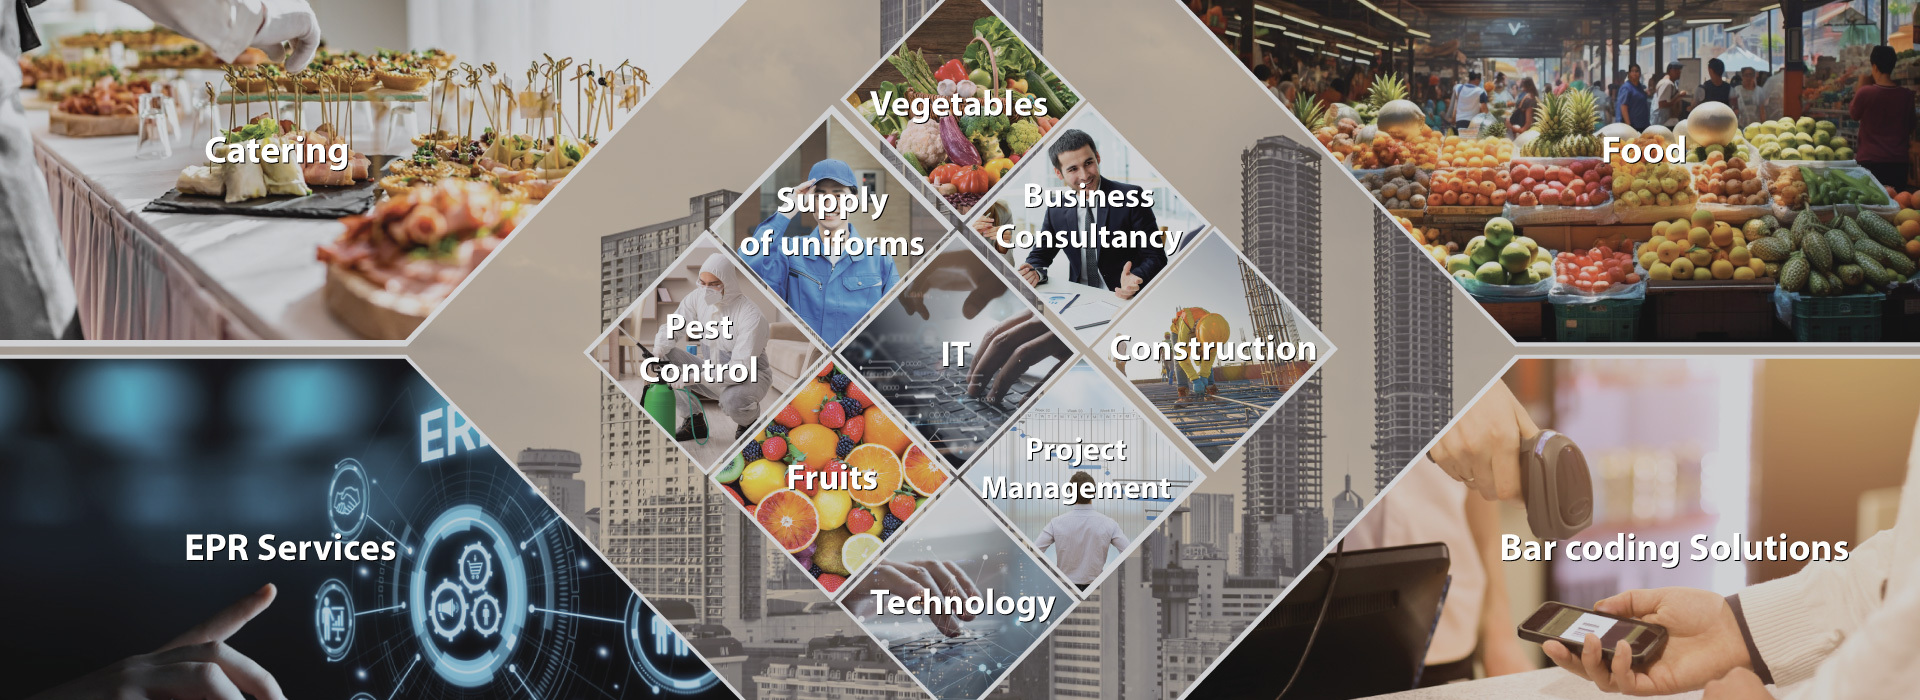 Vegetables
Catering
Food
Supply
of uniforms
Business
Consultancy
Pest
Control
IT
Construction
Fruits
Project
Management
EPR Services
Bar coding Solutions
Technology